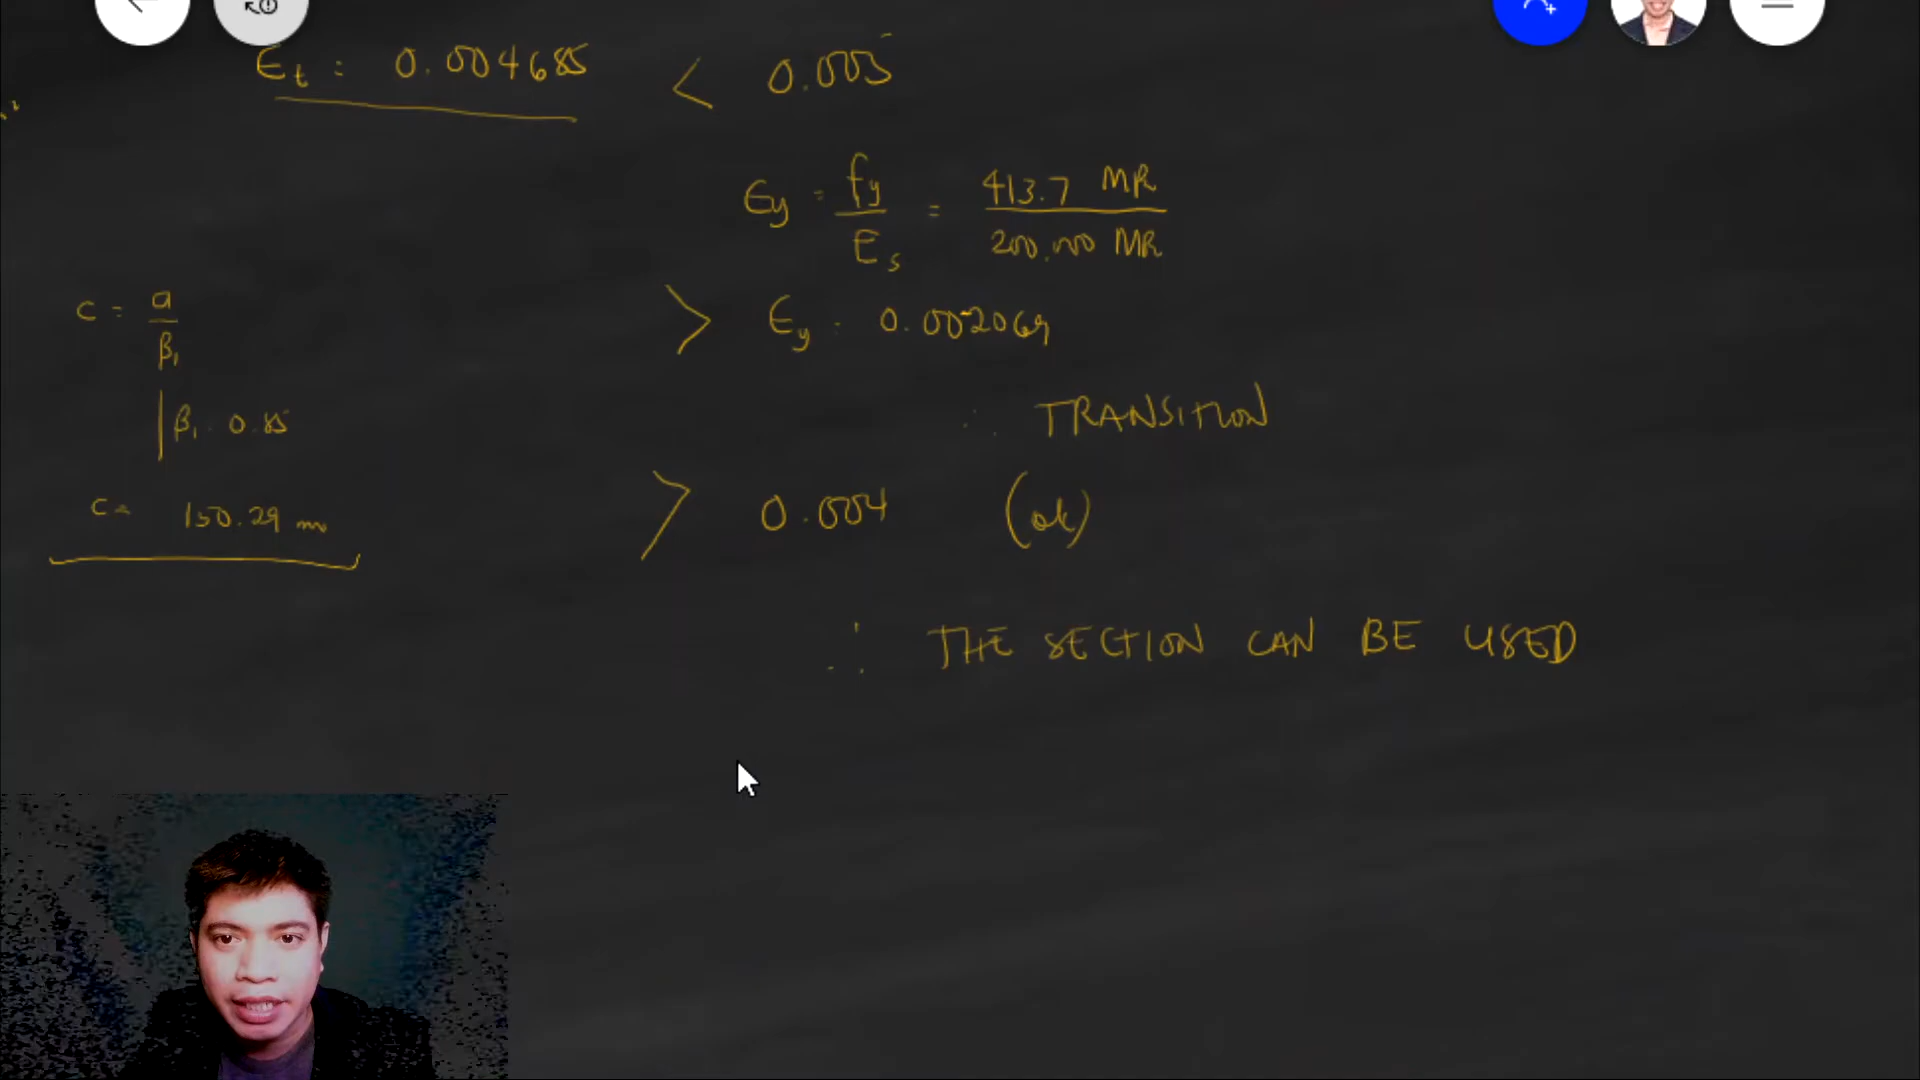 ϵt = 0.004685 < 0.005
ϵy = fy / Es = 413.7 MPa / 200,000 MPa
c = a / β1
> ϵy = 0.002069
β1 = 0.85
∴ TRANSITION
c = 150.29 mm
> 0.004 (ok)
∴ THE SECTION CAN BE USED